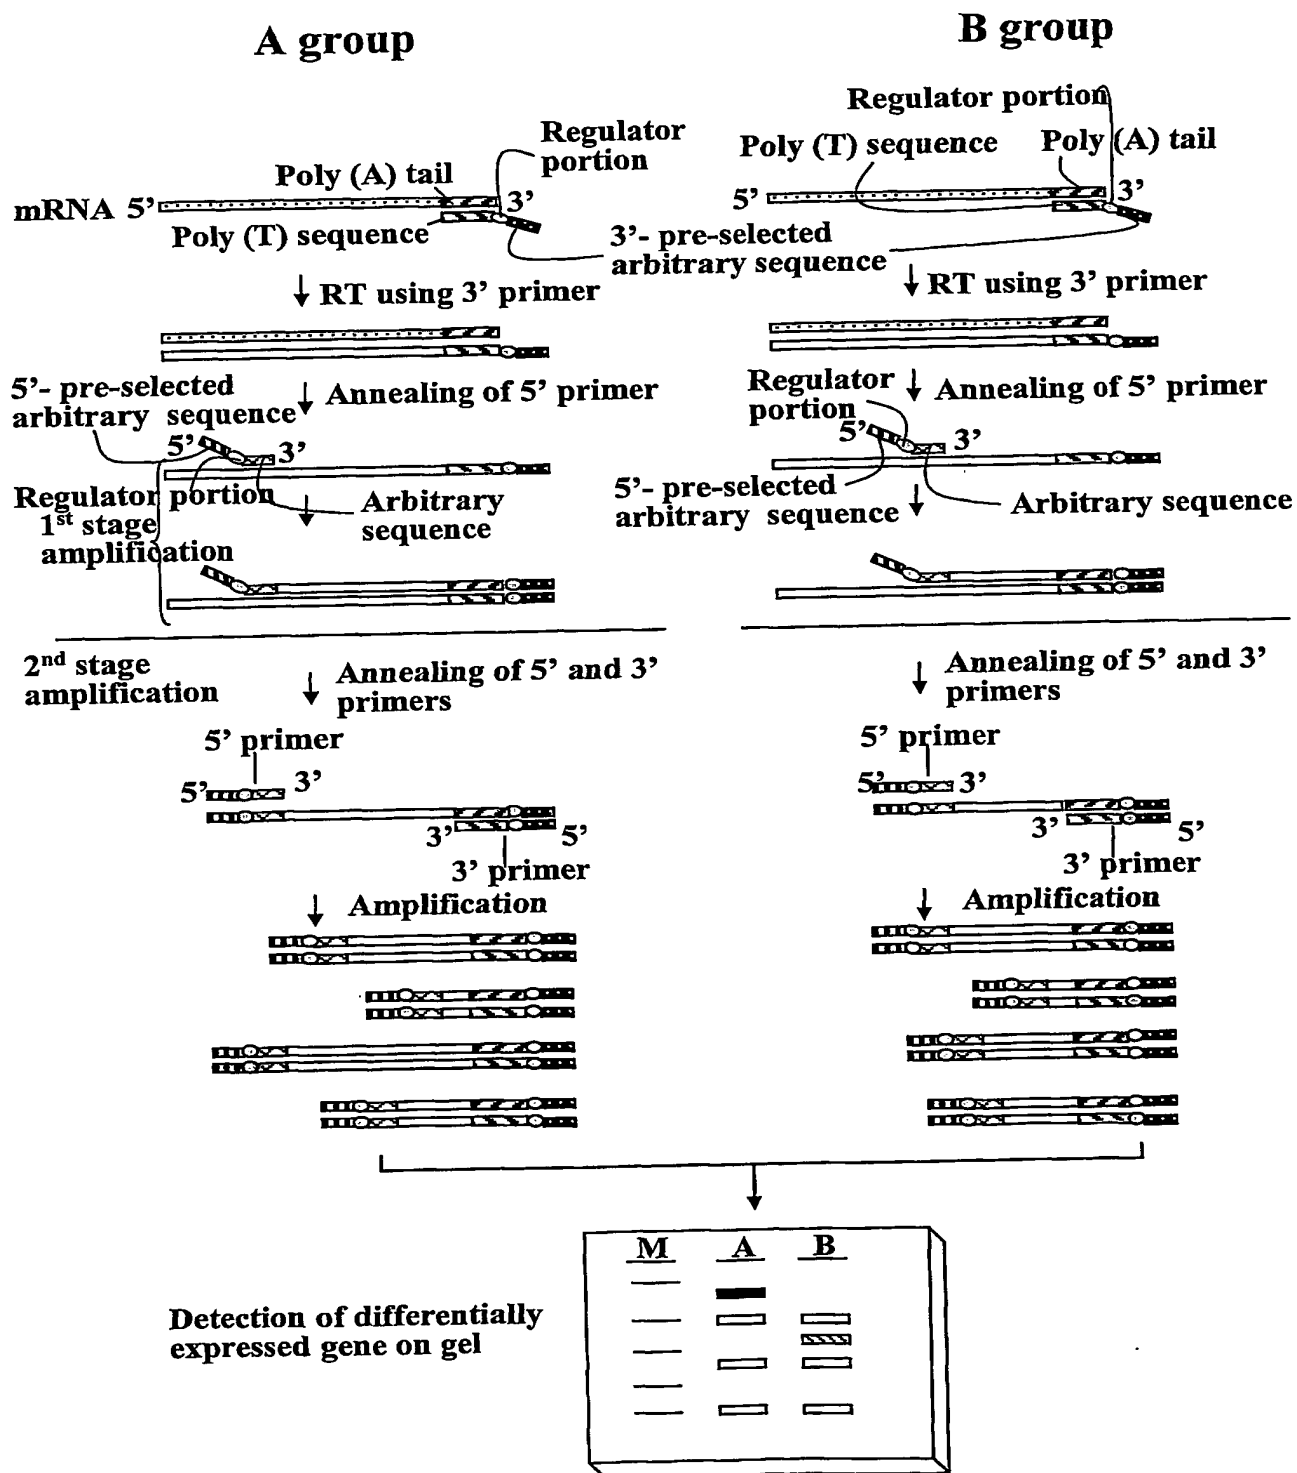 A group
B group
Regulator portion
Regulator
portion
Poly (T) sequence
Poly (A) tail
Poly (A) tail
3’
3’
mRNA 5’
5’
Poly (T) sequence
3’- pre-selected
arbitrary sequence
RT using 3’ primer
RT using 3’ primer
5’- pre-selected
arbitrary sequence
Annealing of 5’ primer
Regulator
portion
Annealing of 5’ primer
5’
3’
5’
3’
Regulator portion
1st stage
amplification
Arbitrary
sequence
5’- pre-selected
arbitrary sequence
Arbitrary sequence
2nd stage
amplification
Annealing of 5’ and 3’
primers
Annealing of 5’ and 3’
primers
5’ primer
5’ primer
5’
3’
5’
3’
3’
5’
3’
5’
3’ primer
3’ primer
Amplification
Amplification
M
A
B
Detection of differentially
expressed gene on gel